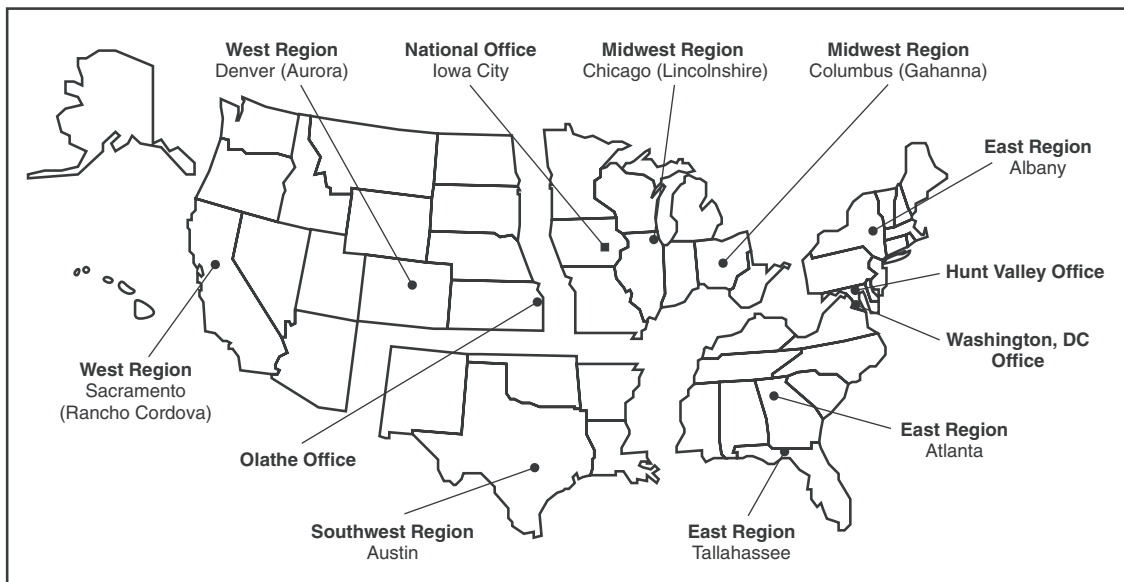 West Region
Denver (Aurora)
National Office
Iowa City
Midwest Region
Chicago (Lincolnshire)
Midwest Region
Columbus (Gahanna)
East Region
Albany
Hunt Valley Office
Washington, DC
Office
West Region
Sacramento
(Rancho Cordova)
East Region
Atlanta
Olathe Office
Southwest Region
Austin
East Region
Tallahassee